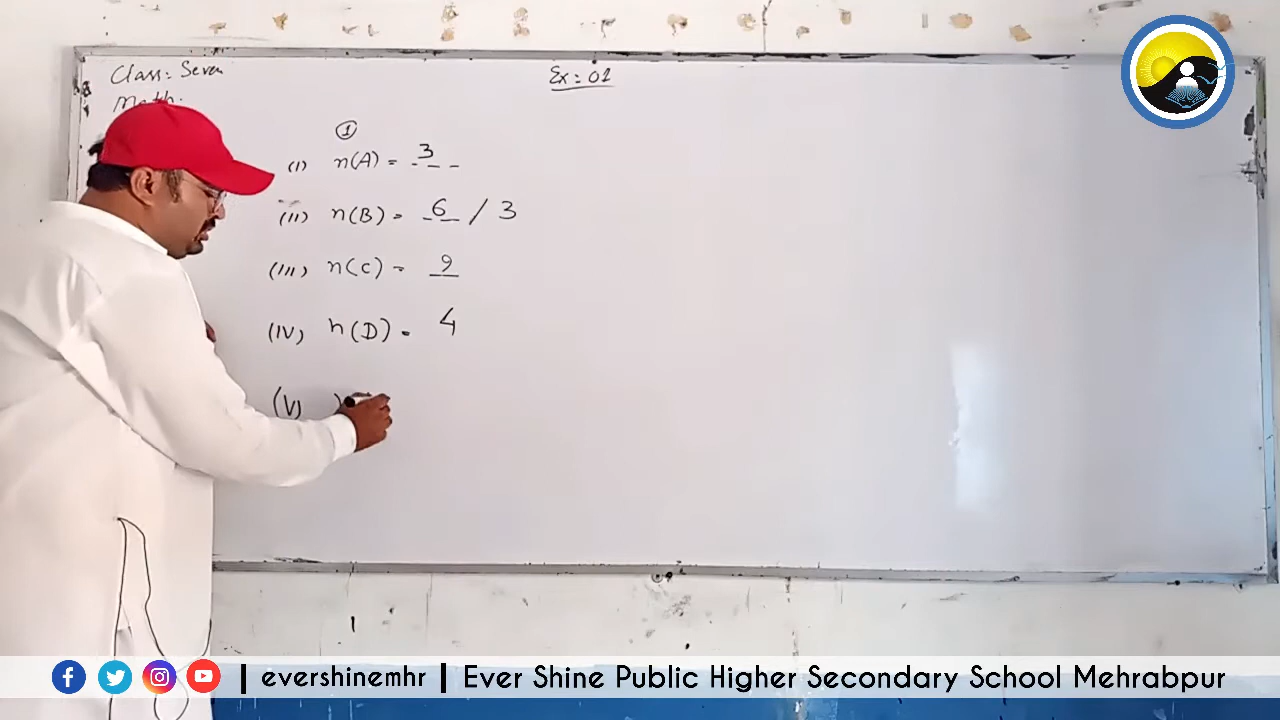 Class: Seven
Math:
Ex: 01
①
(I) n(A) = 3
(II) n(B) = 6 / 3
(III) n(C) = 9
(IV) n(D) = 4
(V)
| evershinemhr | Ever Shine Public Higher Secondary School Mehrabpur